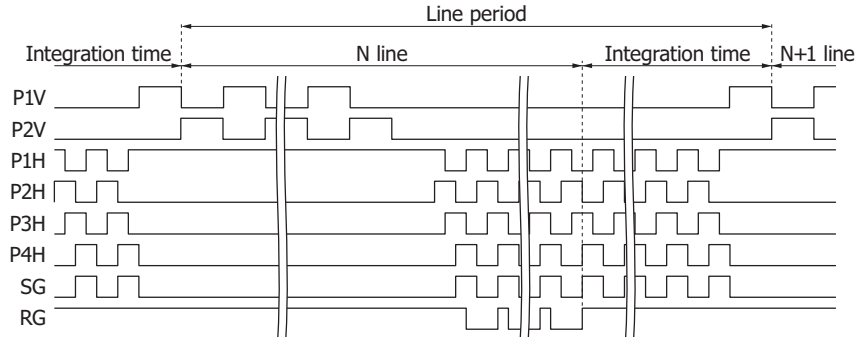 Line period
Integration time N line Integration time N+1 line
P1V
P2V
P1H
P2H
P3H
P4H
SG
RG